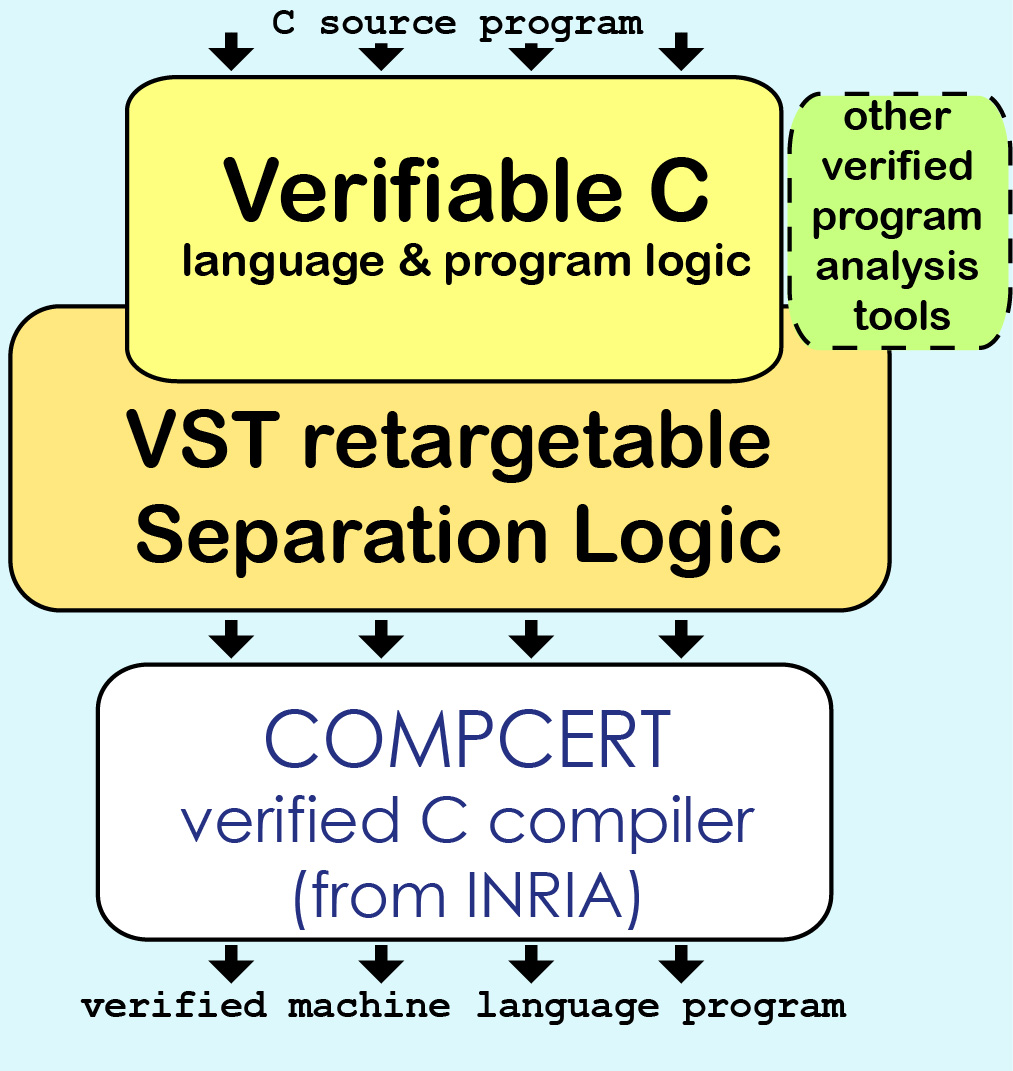 C source program
Verifiable C
language & program logic
other
verified
program
analysis
tools
VST retargetable
Separation Logic
COMPCERT
verified C compiler
(from INRIA)
verified machine language program